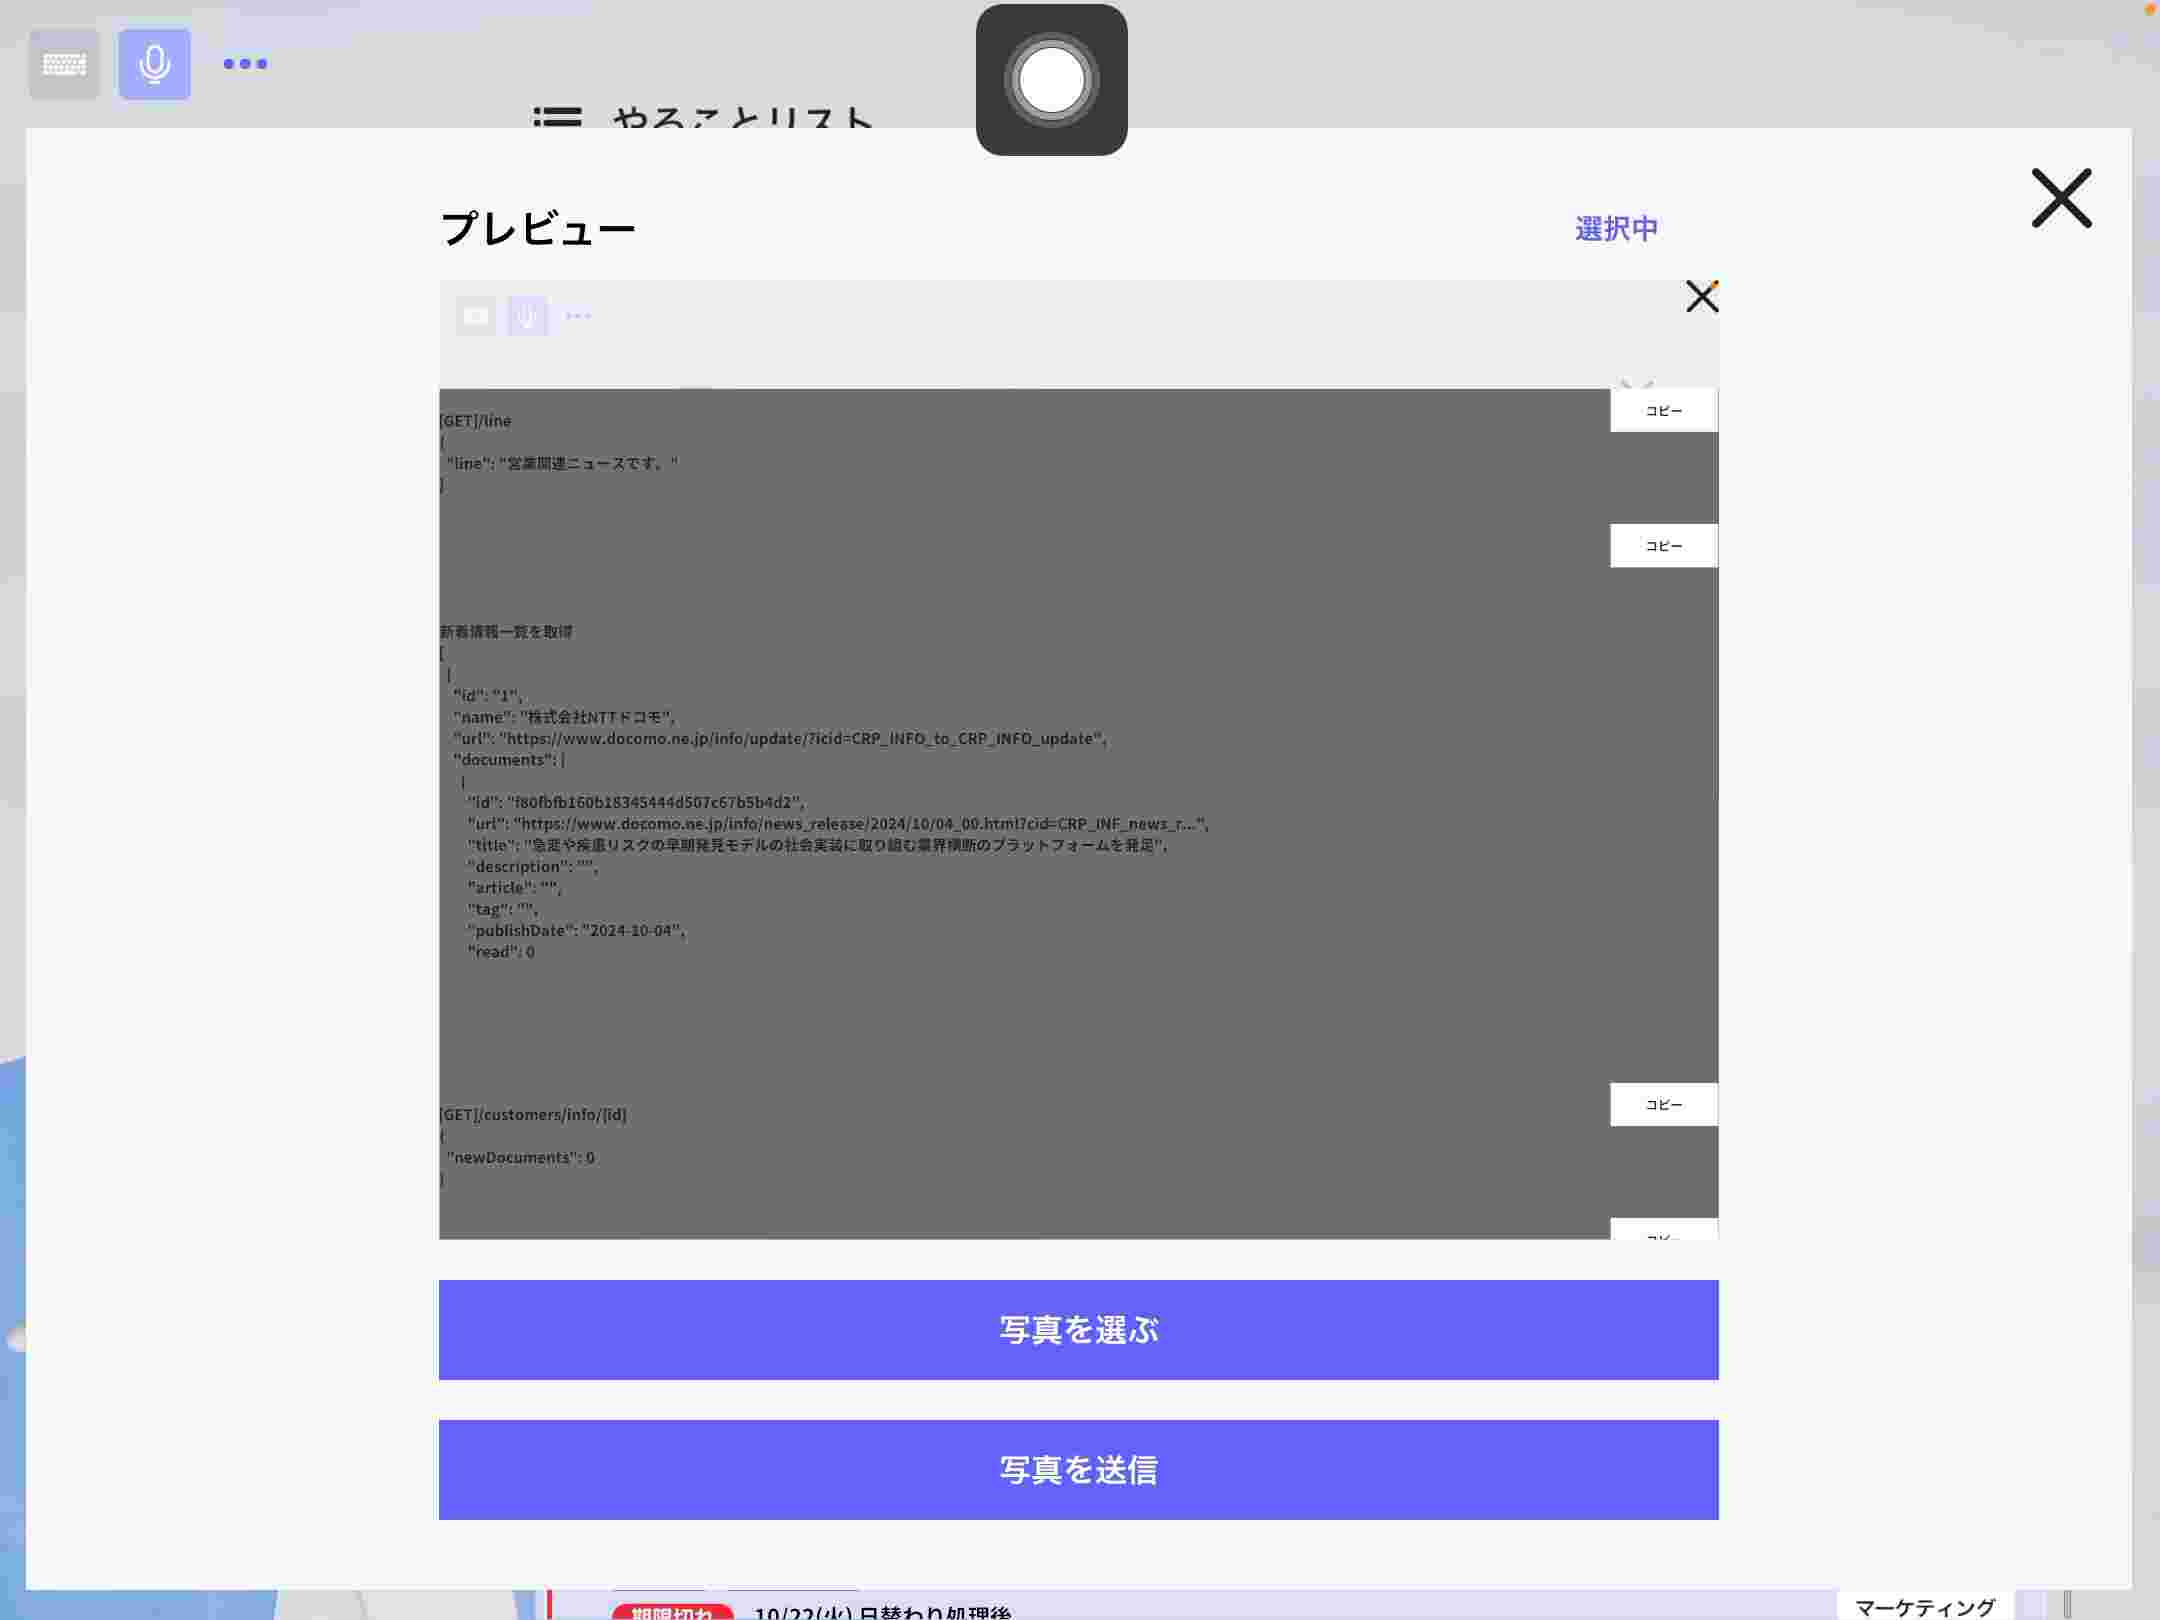 やることリスト
プレビュー
選択中
[GET]/line
コピー
{
"line": "営業関連ニュースです。"
}
コピー
新着情報一覧を取得
[
{
"id": "1",
"name": "株式会社NTTドコモ",
"url": "https://www.docomo.ne.jp/info/update/?icid=CRP_INFO_to_CRP_INFO_update",
"documents": [
{
"id": "f80fbfb160b18345444d507c67b5b4d2",
"url": "https://www.docomo.ne.jp/info/news_release/2024/10/04_00.html?cid=CRP_INF_news_r...",
"title": "急変や疾患リスクの早期発見モデルの社会実装に取り組む業界横断のプラットフォームを発足",
"description": "",
"article": "",
"tag": "",
"publishDate": "2024-10-04",
"read": 0
コピー
[GET]/customers/info/{id}
{
"newDocuments": 0
}
コピー
写真を選ぶ
写真を送信
期限切れ 10/22(火) 日替わり処理後
マーケティング